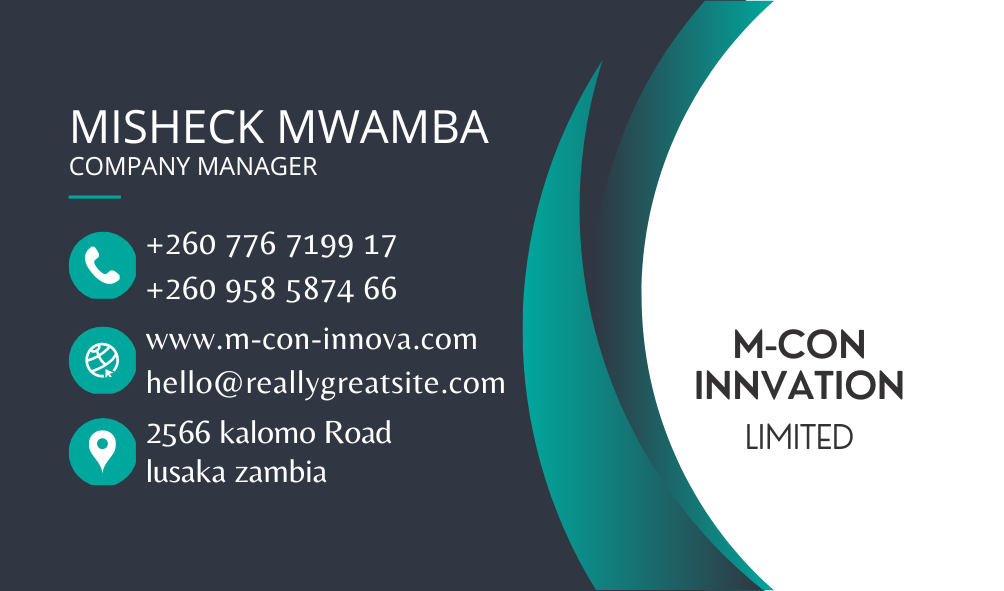 MISHECK MWAMBA
COMPANY MANAGER
+260 776 7199 17
+260 958 5874 66
www.m-con-innova.com
hello@reallygreatsite.com
2566 kalomo Road
lusaka zambia
M-CON
INNVATION
LIMITED